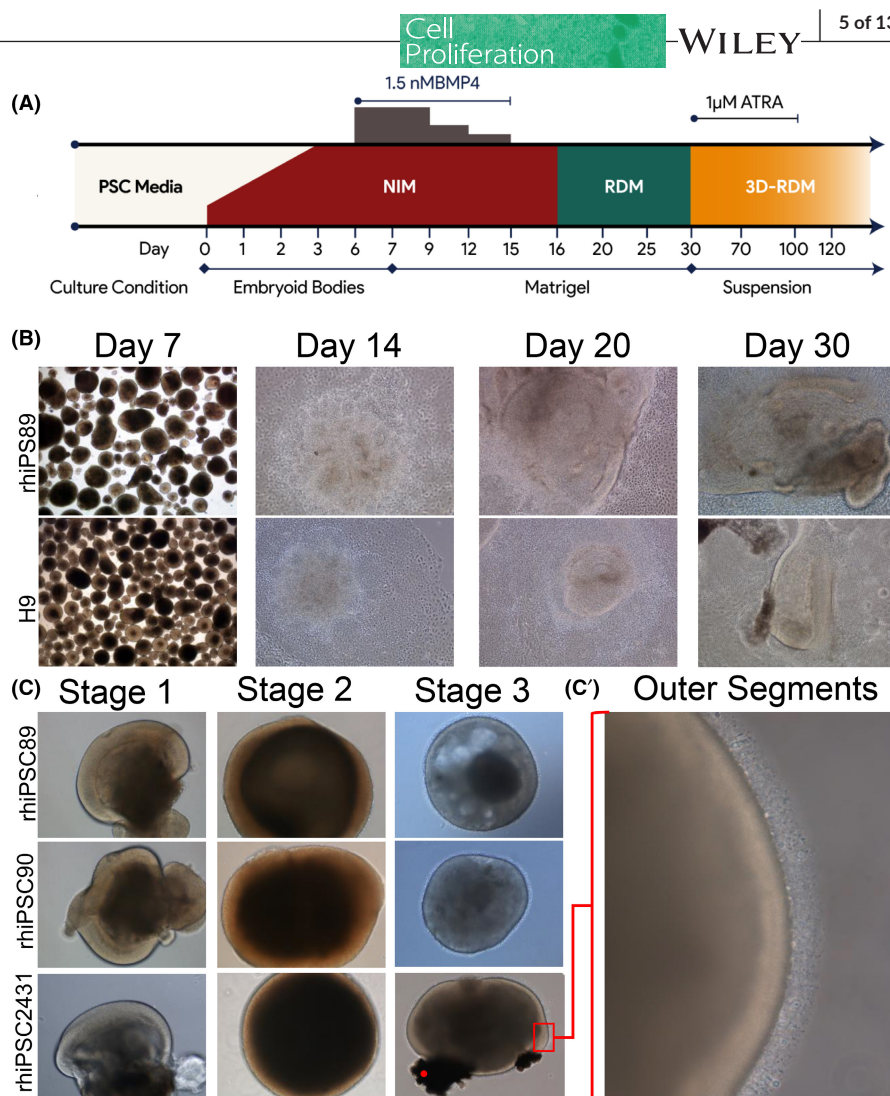 Cell
Proliferation
WILEY
5 of 13
(A)
1.5 nMBMP4
1µM ATRA
PSC Media
NIM
RDM
3D-RDM
Day 0 1 2 3 6 7 9 12 15 16 20 25 30 70 100 120
Culture Condition Embryoid Bodies Matrigel Suspension
(B) Day 7 Day 14 Day 20 Day 30
rhiPS89
H9
(C) Stage 1 Stage 2 Stage 3 (C′) Outer Segments
rhiPSC89
rhiPSC90
rhiPSC2431